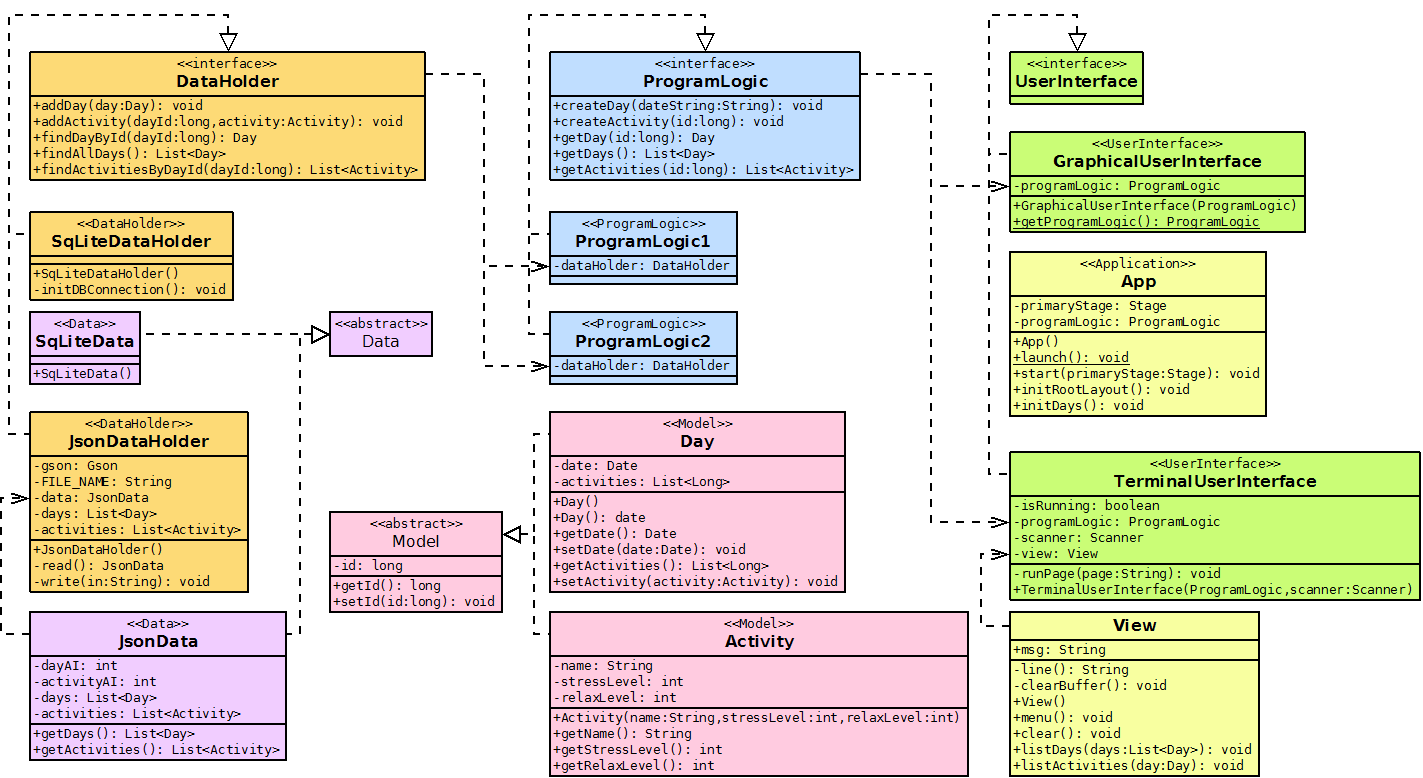 <<interface>>
DataHolder
+addDay(day:Day): void
+addActivity(dayId:long,activity:Activity): void
+findDayById(dayId:long): Day
+findAllDays(): List<Day>
+findActivitiesByDayId(dayId:long): List<Activity>
<<DataHolder>>
SqLiteDataHolder
+SqLiteDataHolder()
-initDBConnection(): void
<<Data>>
SqLiteData
+SqLiteData()
<<abstract>>
Data
<<DataHolder>>
JsonDataHolder
-gson: Gson
-FILE_NAME: String
-data: JsonData
-days: List<Day>
-activities: List<Activity>
+JsonDataHolder()
-read(): JsonData
-write(in:String): void
<<abstract>>
Model
-id: long
+getId(): long
+setId(id:long): void
<<Data>>
JsonData
-dayAI: int
-activityAI: int
-days: List<Day>
-activities: List<Activity>
+getDays(): List<Day>
+getActivities(): List<Activity>
<<interface>>
ProgramLogic
+createDay(dateString:String): void
+createActivity(id:long): void
+getDay(id:long): Day
+getDays(): List<Day>
+getActivities(id:long): List<Activity>
<<ProgramLogic>>
ProgramLogic1
-dataHolder: DataHolder
<<ProgramLogic>>
ProgramLogic2
-dataHolder: DataHolder
<<Model>>
Day
-date: Date
-activities: List<Long>
+Day()
+Day(): date
+getDate(): Date
+setDate(date:Date): void
+getActivities(): List<Long>
+setActivity(activity:Activity): void
<<Model>>
Activity
-name: String
-stressLevel: int
-relaxLevel: int
+Activity(name:String,stressLevel:int,relaxLevel:int)
+getName(): String
+getStressLevel(): int
+getRelaxLevel(): int
<<interface>>
UserInterface
<<UserInterface>>
GraphicalUserInterface
-programLogic: ProgramLogic
+GraphicalUserInterface(ProgramLogic)
+getProgramLogic(): ProgramLogic
<<Application>>
App
-primaryStage: Stage
-programLogic: ProgramLogic
+App()
+launch(): void
+start(primaryStage:Stage): void
+initRootLayout(): void
+initDays(): void
<<UserInterface>>
TerminalUserInterface
-isRunning: boolean
-programLogic: ProgramLogic
-scanner: Scanner
-view: View
-runPage(page:String): void
+TerminalUserInterface(ProgramLogic,scanner:Scanner)
View
+msg: String
-line(): String
-clearBuffer(): void
+View()
+menu(): void
+clear(): void
+listDays(days:List<Day>): void
+listActivities(day:Day): void